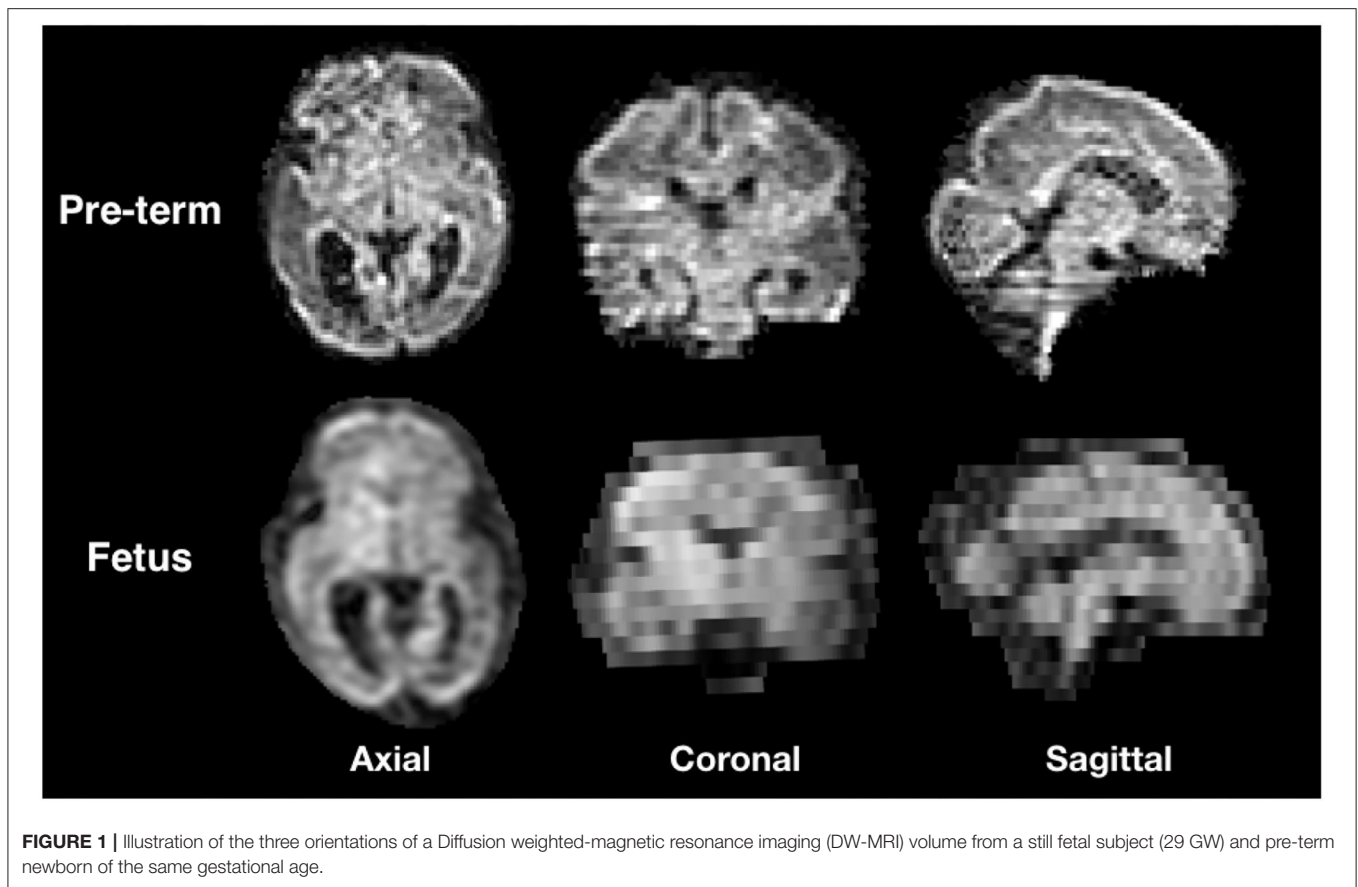 Pre-term
Fetus
Axial Coronal Sagittal
FIGURE 1 | Illustration of the three orientations of a Diffusion weighted-magnetic resonance imaging (DW-MRI) volume from a still fetal subject (29 GW) and pre-term
newborn of the same gestational age.